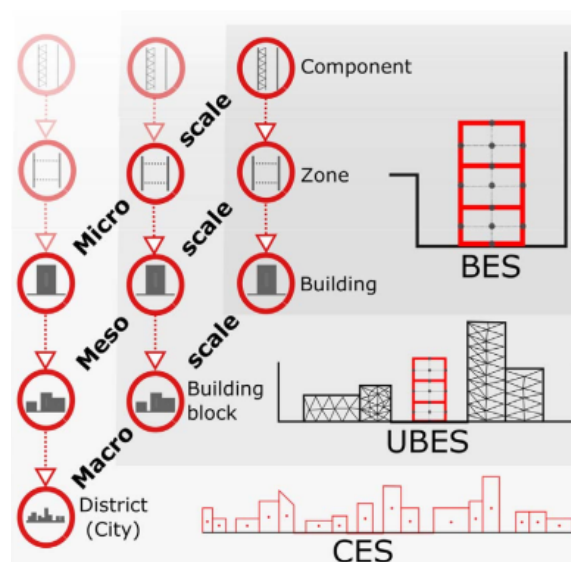 Component
Micro scale
Zone
BES
Meso scale
Building
Building
block
UBES
Macro scale
District
(City)
CES